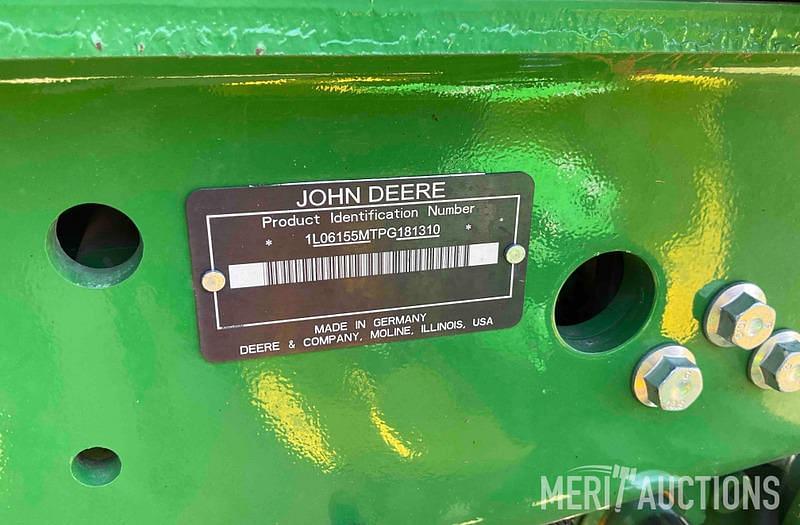 JOHN DEERE
Product Identification Number
* 1L06155MTPG181310 *
MADE IN GERMANY
DEERE & COMPANY, MOLINE, ILLINOIS, USA
MERIT AUCTIONS